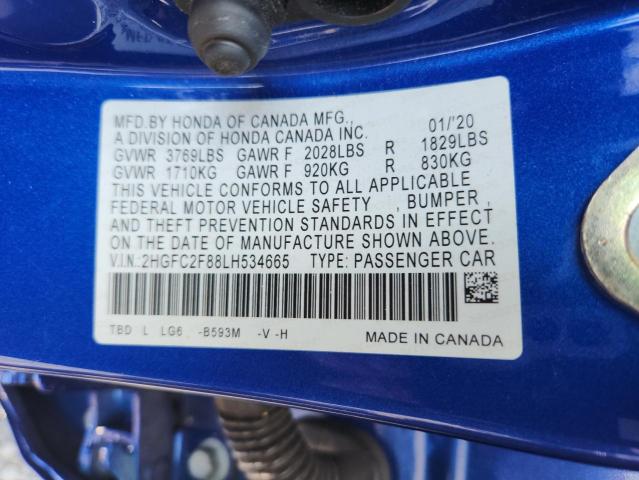 MFD.BY HONDA OF CANADA MFG., 01/'20
A DIVISION OF HONDA CANADA INC.
GVWR 3769LBS GAWR F 2028LBS R 1829LBS
GVWR 1710KG GAWR F 920KG R 830KG
THIS VEHICLE CONFORMS TO ALL APPLICABLE
FEDERAL MOTOR VEHICLE SAFETY , BUMPER ,
AND THEFT PREVENTION STANDARDS IN EFFECT
ON THE DATE OF MANUFACTURE SHOWN ABOVE.
V.I.N.:2HGFC2F88LH534665 TYPE: PASSENGER CAR
TBD L LG6 -B593M -V -H MADE IN CANADA